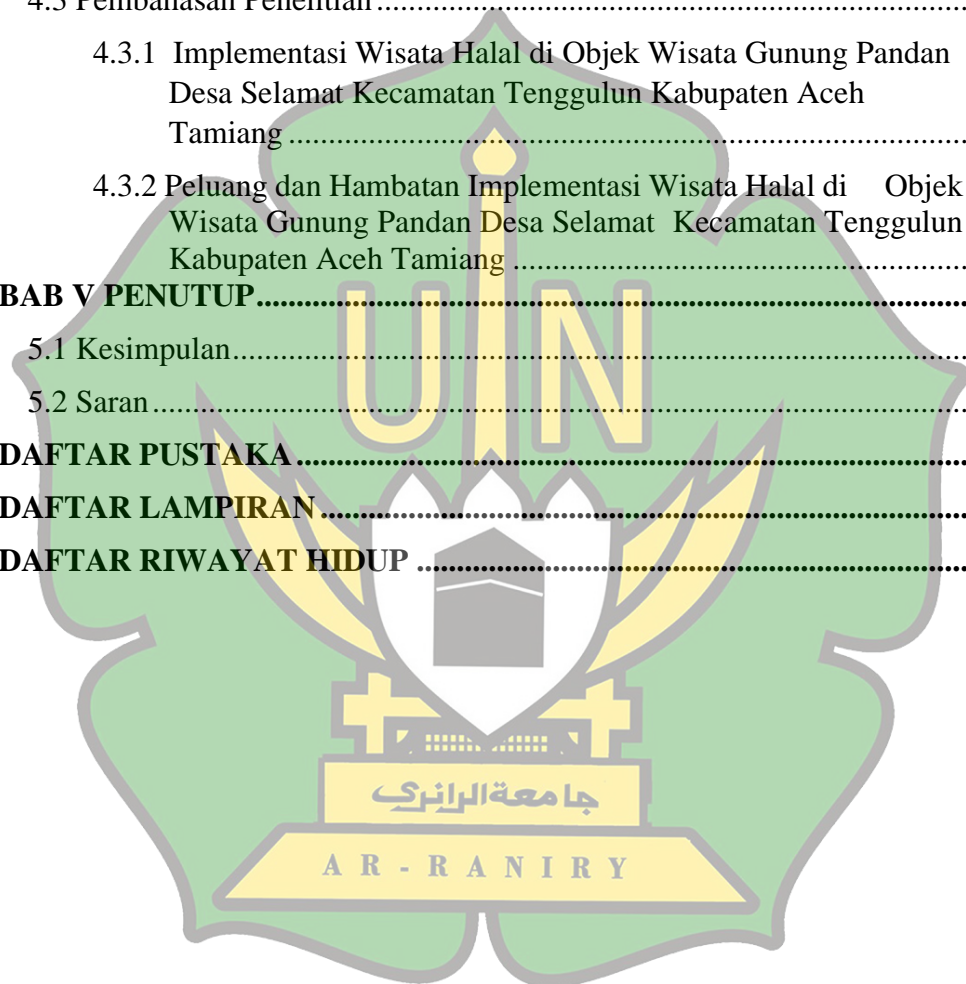 4.3 Pembahasan Penelitian................................................................
4.3.1 Implementasi Wisata Halal di Objek Wisata Gunung Pandan
Desa Selamat Kecamatan Tenggulun Kabupaten Aceh
Tamiang................................................................
4.3.2 Peluang dan Hambatan Implementasi Wisata Halal di Objek
Wisata Gunung Pandan Desa Selamat Kecamatan Tenggulun
Kabupaten Aceh Tamiang................................................................
BAB V PENUTUP................................................................
5.1 Kesimpulan................................................................
5.2 Saran................................................................
DAFTAR PUSTAKA................................................................
DAFTAR LAMPIRAN................................................................
DAFTAR RIWAYAT HIDUP ................................................................
UIN
جامعةالرانري
AR-RANIRY